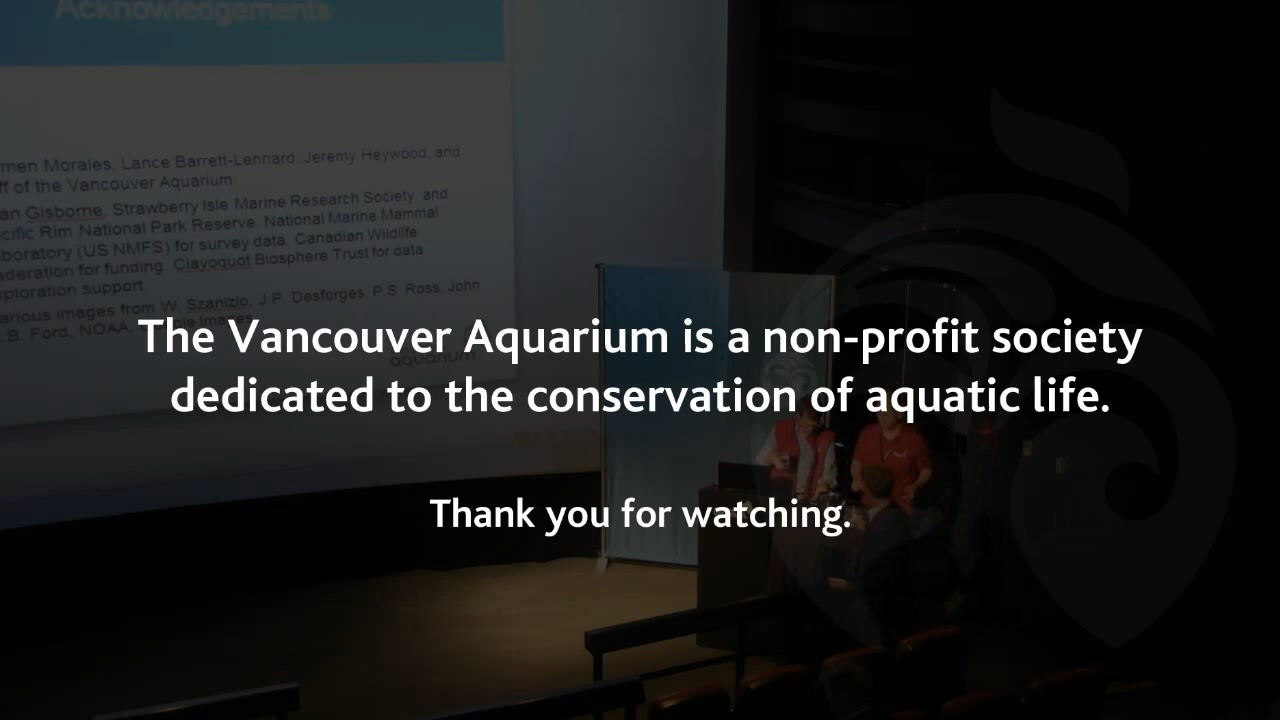 Acknowledgements
men Morales, Lance Barrett-Lennard, Jeremy Heywood, and
ff of the Vancouver Aquarium
an Gisborne, Strawberry Isle Marine Research Society, and
cific Rim National Park Reserve, National Marine Mammal
boratory (US NMFS) for survey data. Canadian Wildlife
ederation for funding. Clayoquot Biosphere Trust for data
ploration support.
arious images from W. Szanizlo, J.P. Desforges, P.S. Ross, John
.B. Ford, NOAA, Images
aquarium
The Vancouver Aquarium is a non-profit society
dedicated to the conservation of aquatic life.
Thank you for watching.